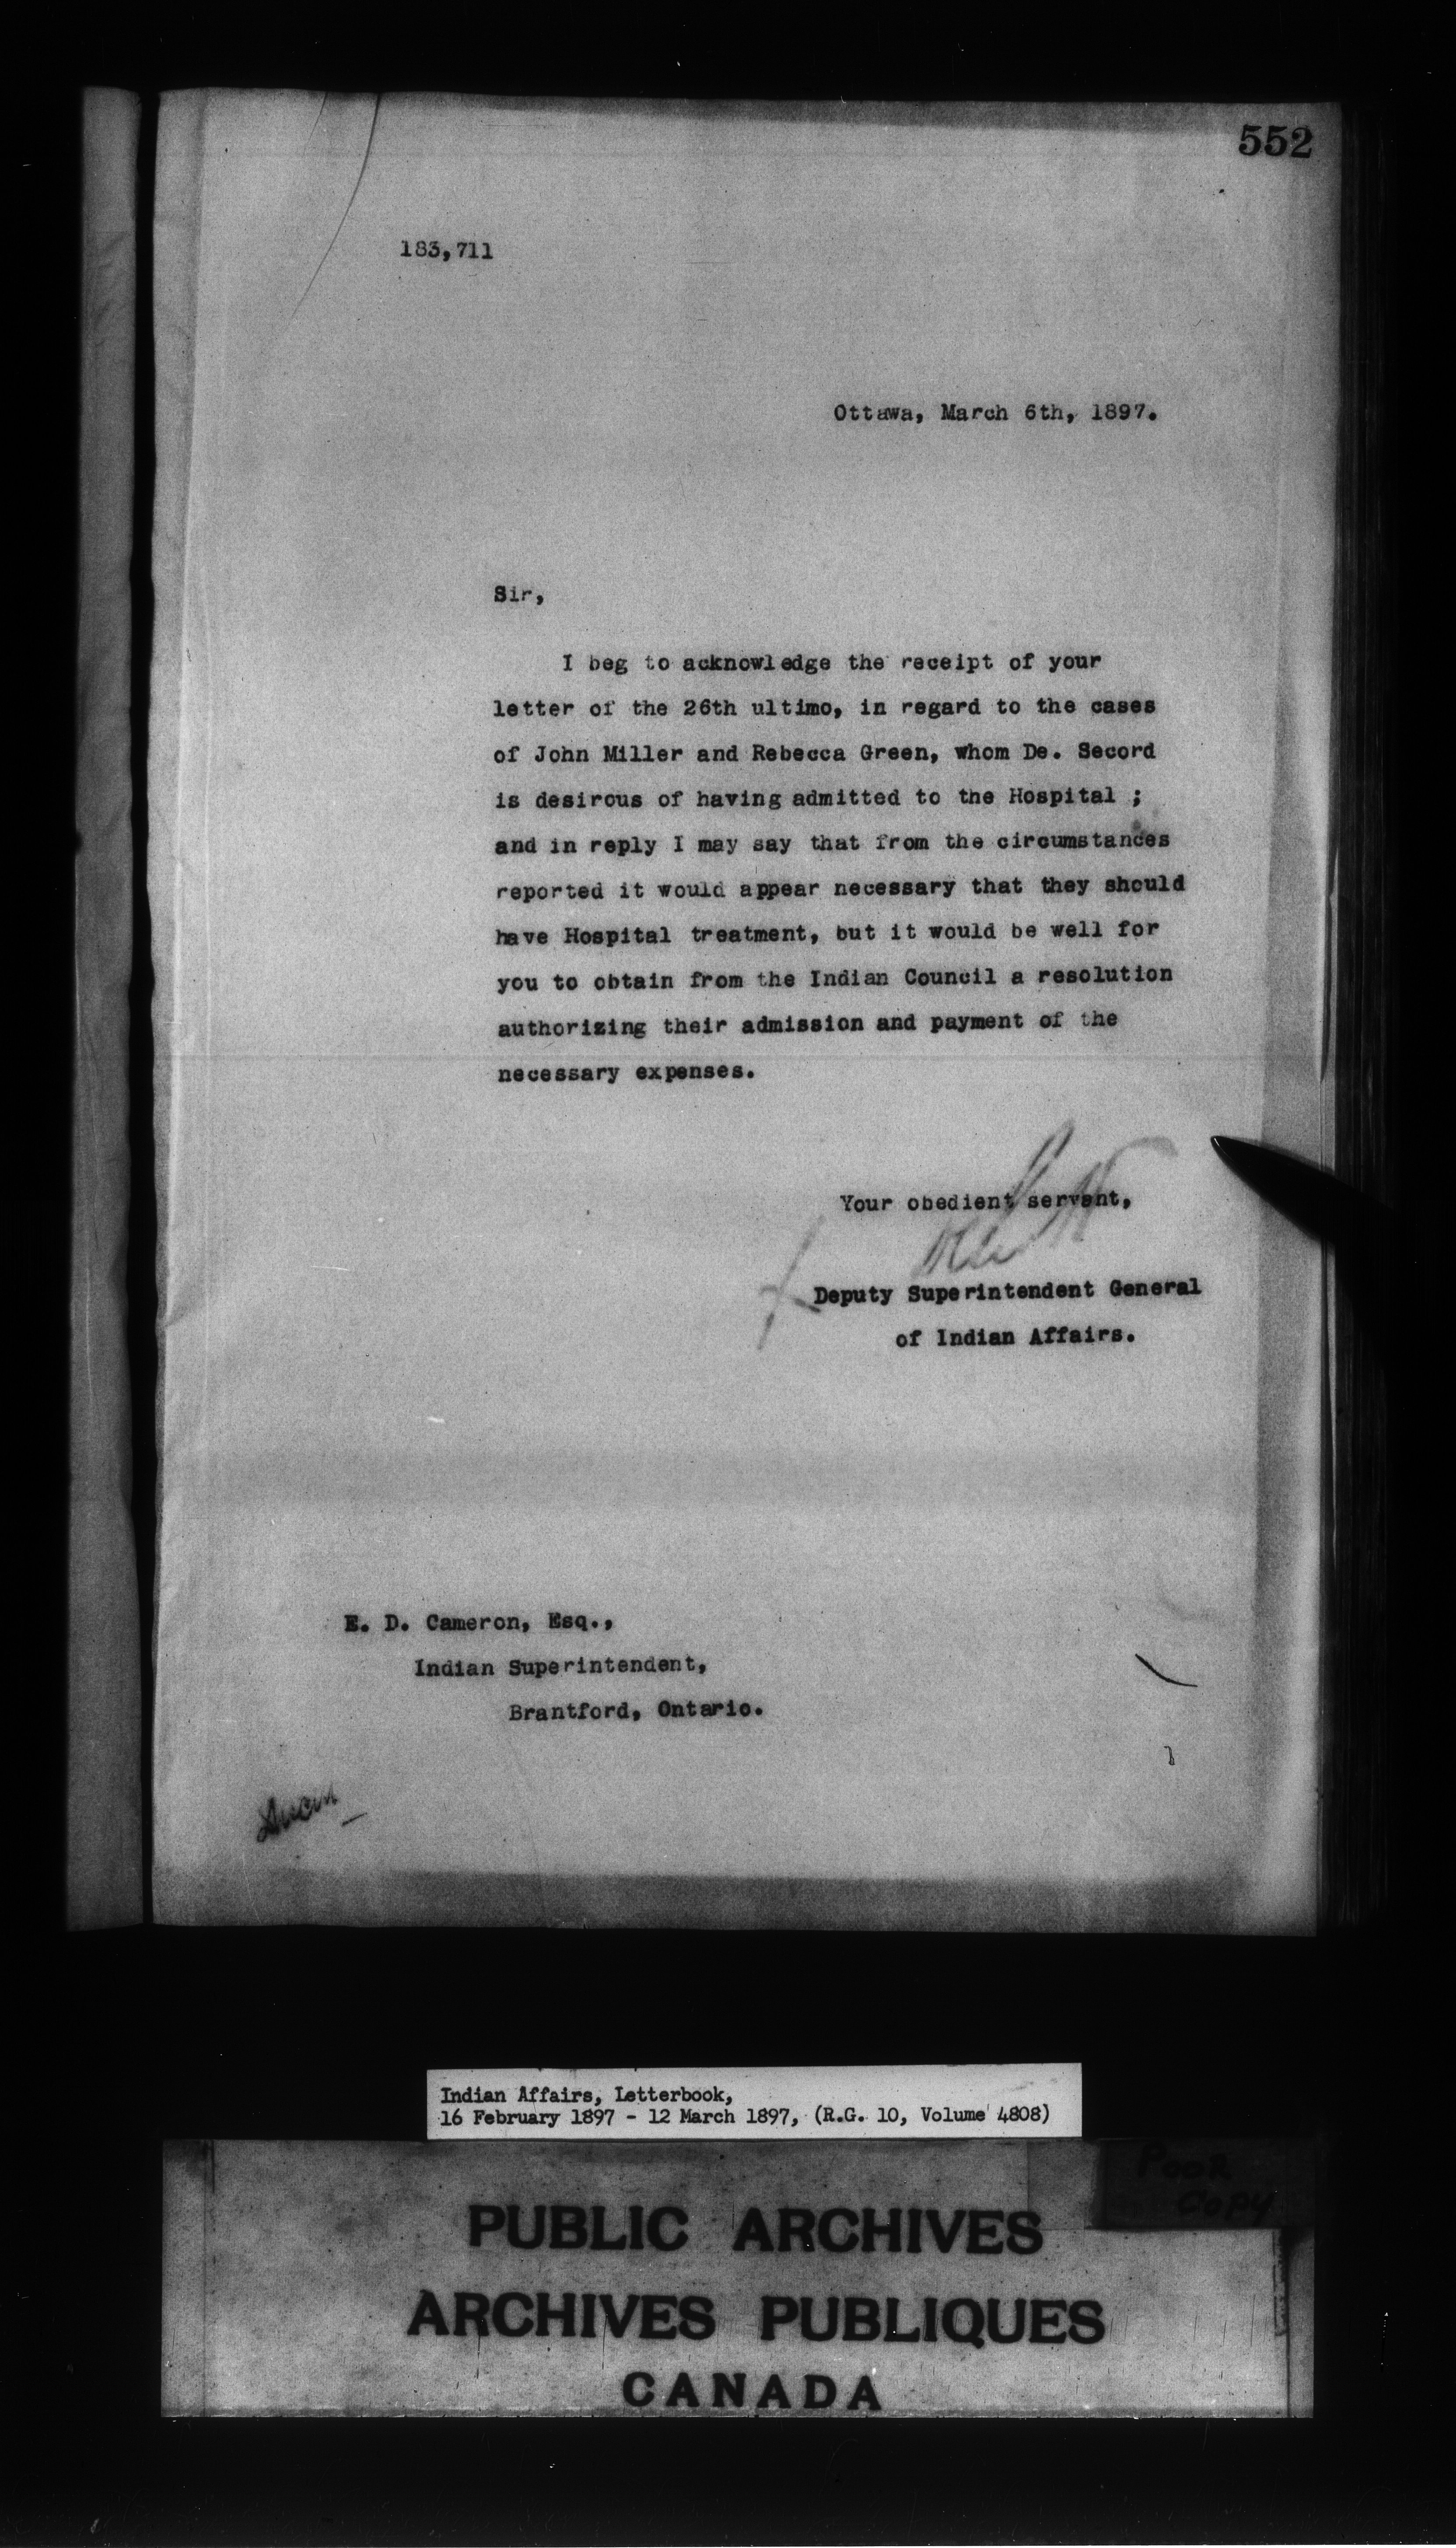 552
183,711
Ottawa, March 6th, 1897.
Sir,
I beg to acknowledge the receipt of your
letter of the 26th ultimo, in regard to the cases
of John Miller and Rebecca Green, whom De. Secord
is desirous of having admitted to the Hospital ;
and in reply I may say that from the circumstances
reported it would appear necessary that they should
have Hospital treatment, but it would be well for
you to obtain from the Indian Council a resolution
authorizing their admission and payment of the
necessary expenses.
Your obedient servant,
Deputy Superintendent General
of Indian Affairs.
E. D. Cameron, Esq.,
Indian Superintendent,
Brantford, Ontario.
Indian Affairs, Letterbook,
16 February 1897 - 12 March 1897, (R.G. 10, Volume 4808)
Poor
Copy
PUBLIC ARCHIVES
ARCHIVES PUBLIQUES
CANADA